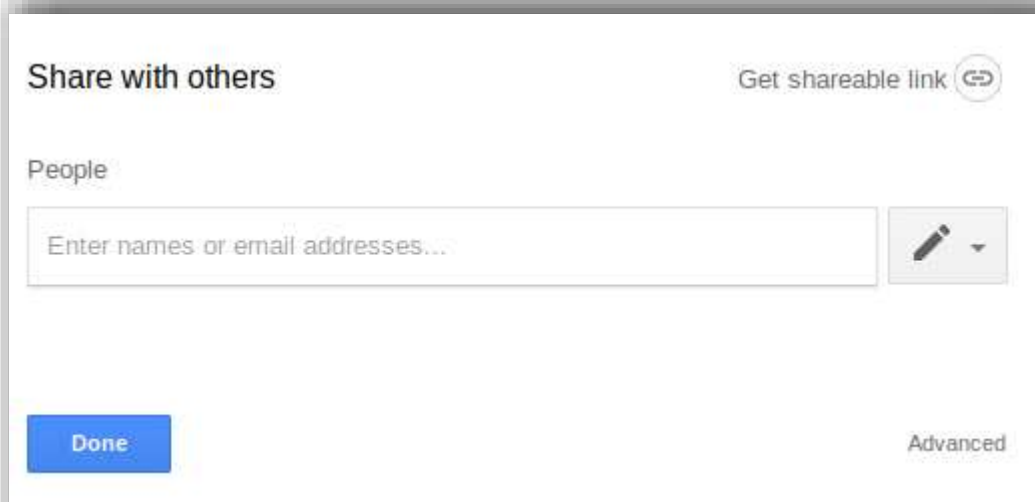 Share with others
Get shareable link
People
Enter names or email addresses...
Done
Advanced